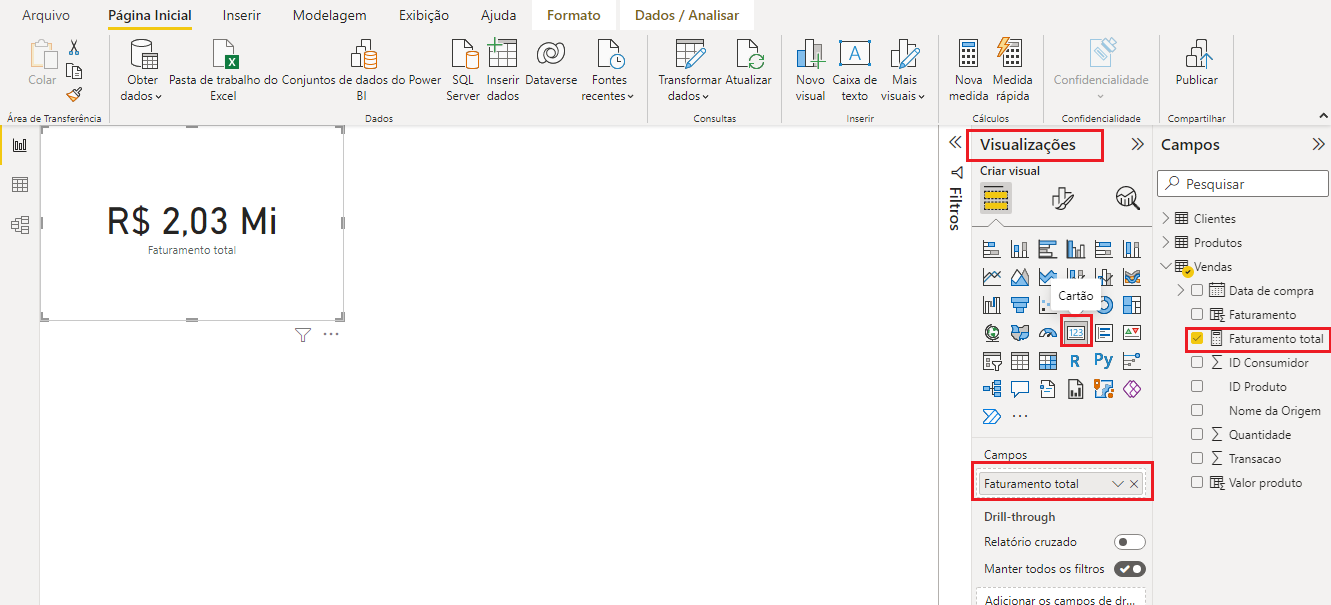 Arquivo
Página Inicial
Inserir
Modelagem
Exibição
Ajuda
Formato
Dados / Analisar
Colar
Obter
dados
Pasta de trabalho do
Excel
Conjuntos de dados do Power
BI
SQL
Server
Inserir
dados
Dataverse
Fontes
recentes
Transformar
dados
Atualizar
Novo
visual
Caixa de
texto
Mais
visuais
Nova
medida
Medida
rápida
Confidencialidade
Publicar
Área de Transferência
Dados
Consultas
Inserir
Cálculos
Confidencialidade
Compartilhar
R$ 2,03 Mi
Faturamento total
Filtros
Visualizações
Criar visual
Cartão
123
R
Py
Campos
Faturamento total
Drill-through
Relatório cruzado
Manter todos os filtros
Adicionar os campos de dr...
Campos
Pesquisar
Clientes
Produtos
Vendas
Data de compra
Faturamento
Faturamento total
ID Consumidor
ID Produto
Nome da Origem
Quantidade
Transacao
Valor produto